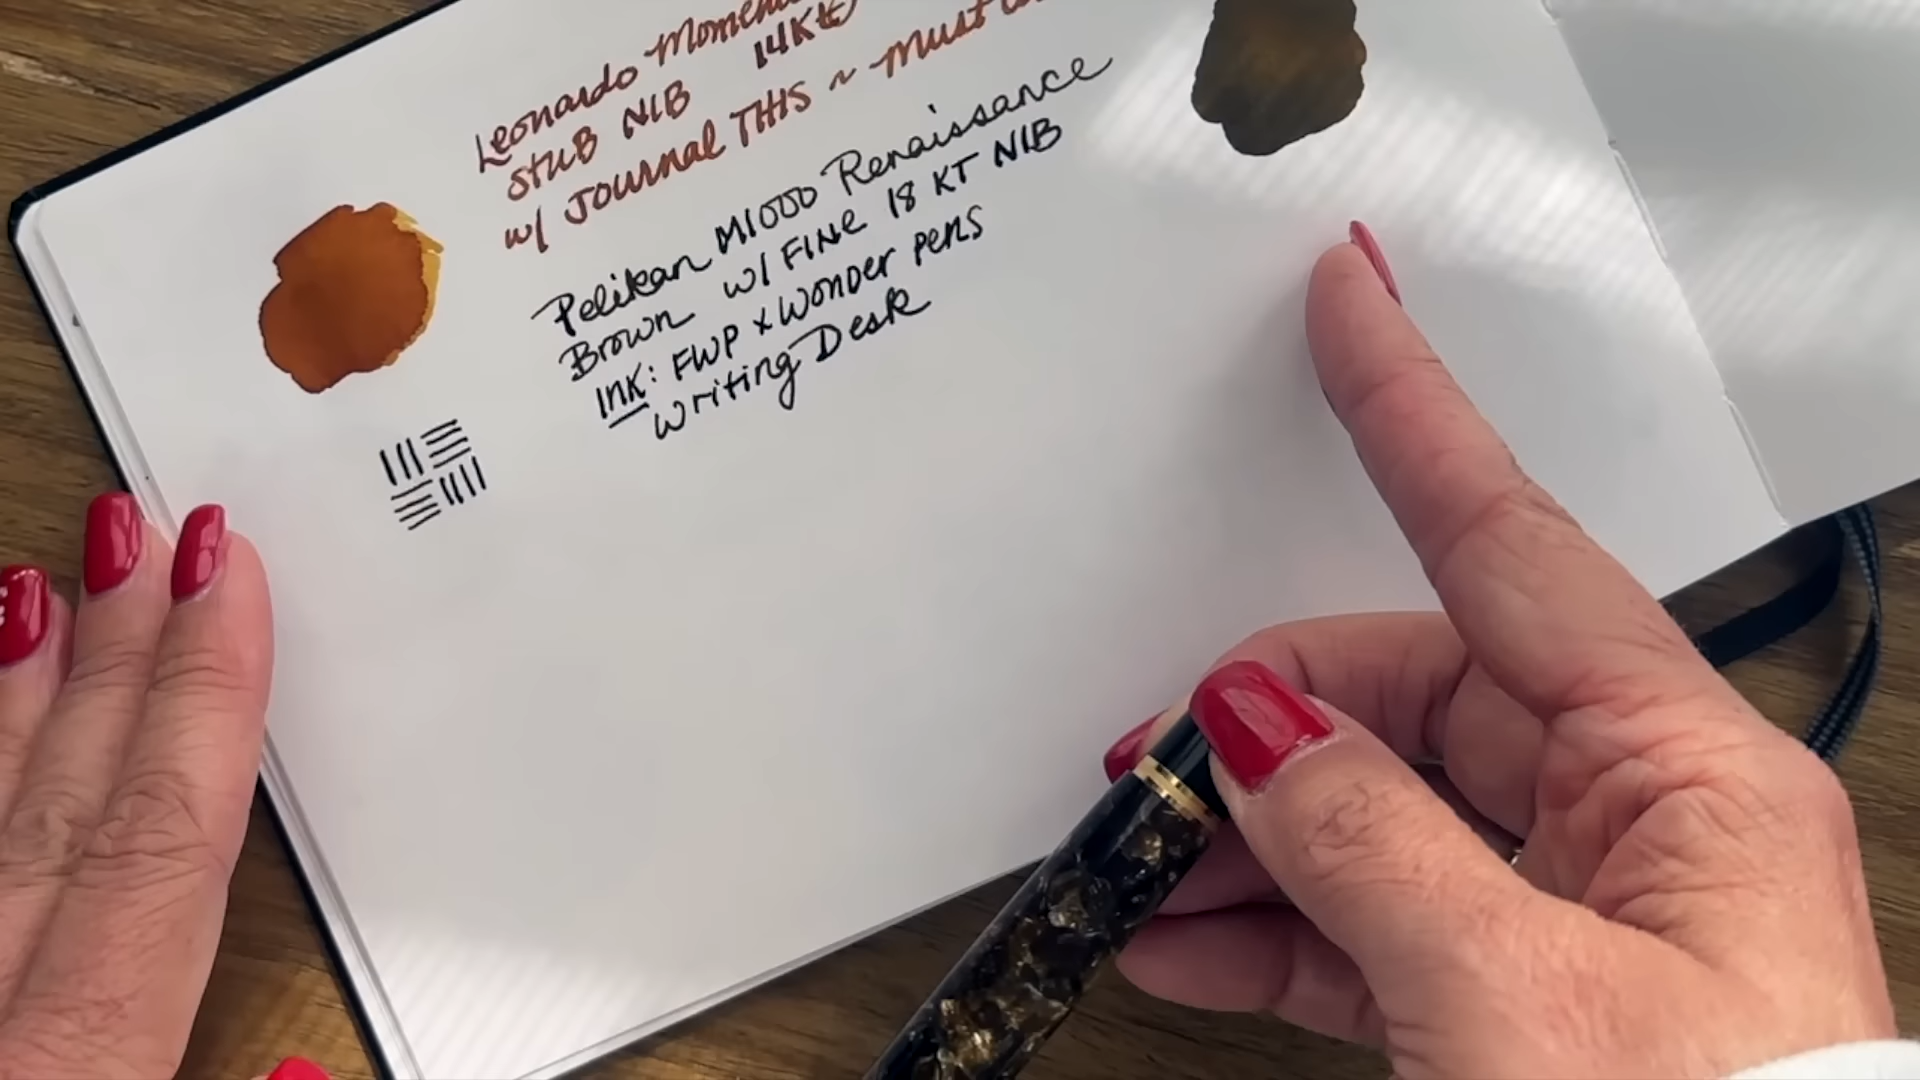 Leonardo
STUB NIB 14Kt
w/ Journal THIS ~ Must
Pelikan M1000 Renaissance
Brown w/ FINE 18 KT NIB
INK: FWP x Wonder Pens
Writing Desk